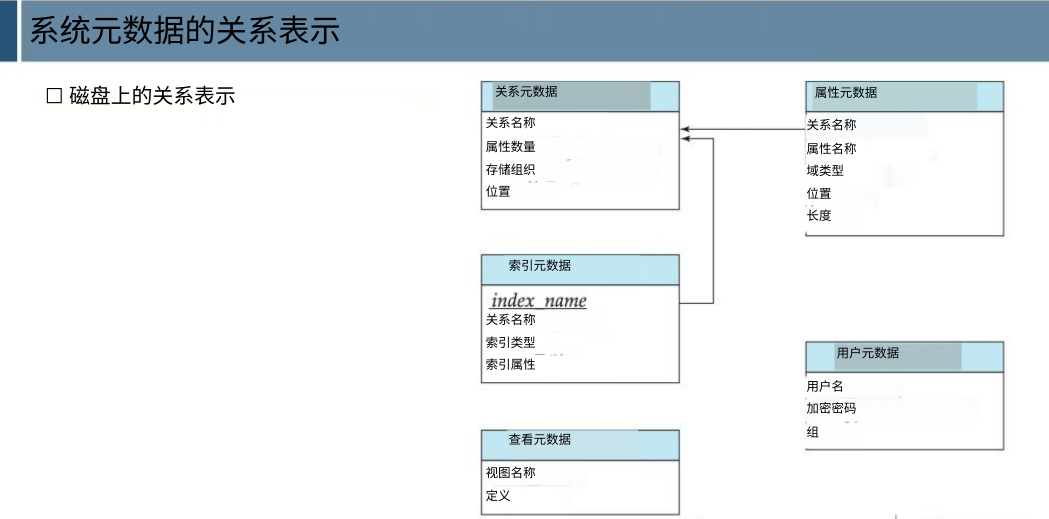 系统元数据的关系表示
□ 磁盘上的关系表示
关系元数据
关系名称
属性数量
存储组织
位置
属性元数据
关系名称
属性名称
域类型
位置
长度
索引元数据
index_name
关系名称
索引类型
索引属性
用户元数据
用户名
加密密码
组
查看元数据
视图名称
定义